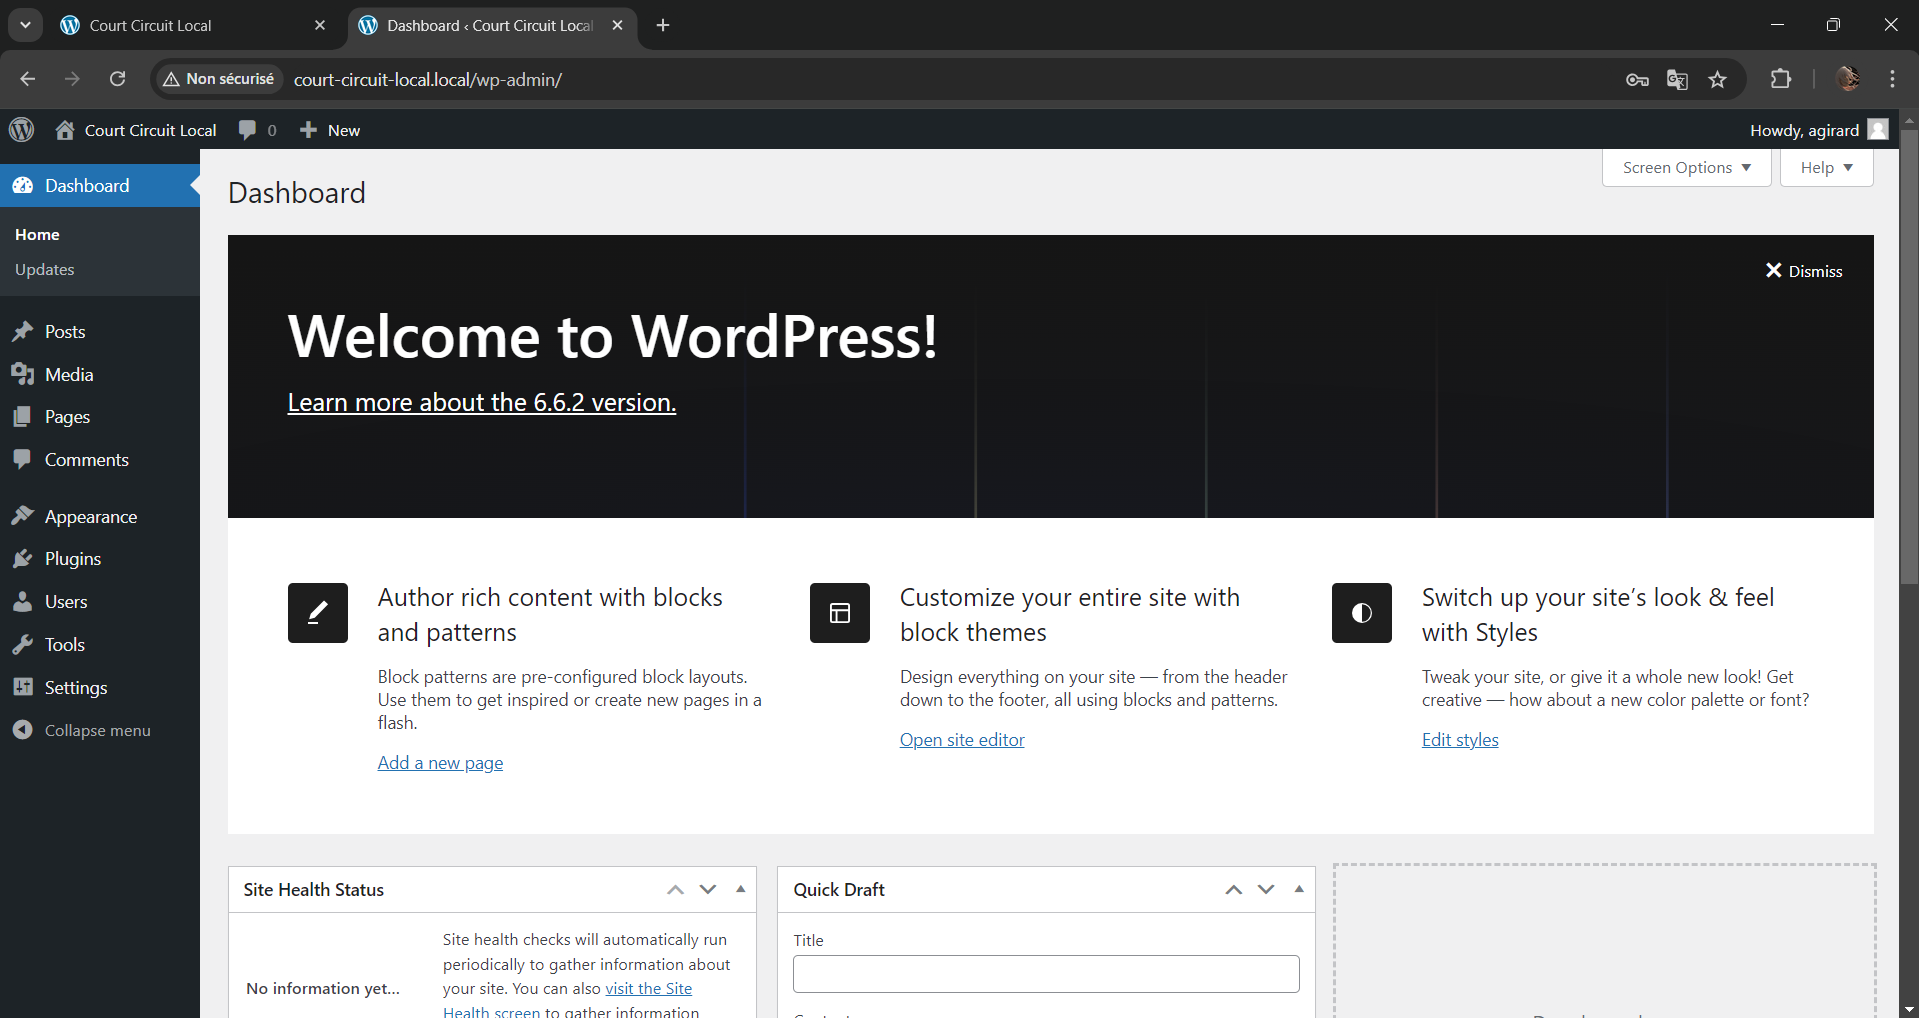 Court Circuit Local
Dashboard ‹ Court Circuit Local
Non sécurisé
court-circuit-local.local/wp-admin/
Court Circuit Local
0
New
Howdy, agirard
Dashboard
Home
Updates
Posts
Media
Pages
Comments
Appearance
Plugins
Users
Tools
Settings
Collapse menu
Screen Options
Help
Dashboard
Dismiss
Welcome to WordPress!
Learn more about the 6.6.2 version.
Author rich content with blocks
and patterns
Block patterns are pre-configured block layouts.
Use them to get inspired or create new pages in a
flash.
Add a new page
Customize your entire site with
block themes
Design everything on your site — from the header
down to the footer, all using blocks and patterns.
Open site editor
Switch up your site’s look & feel
with Styles
Tweak your site, or give it a whole new look! Get
creative — how about a new color palette or font?
Edit styles
Site Health Status
No information yet...
Site health checks will automatically run
periodically to gather information about
your site. You can also visit the Site
Health screen to gather information
Quick Draft
Title